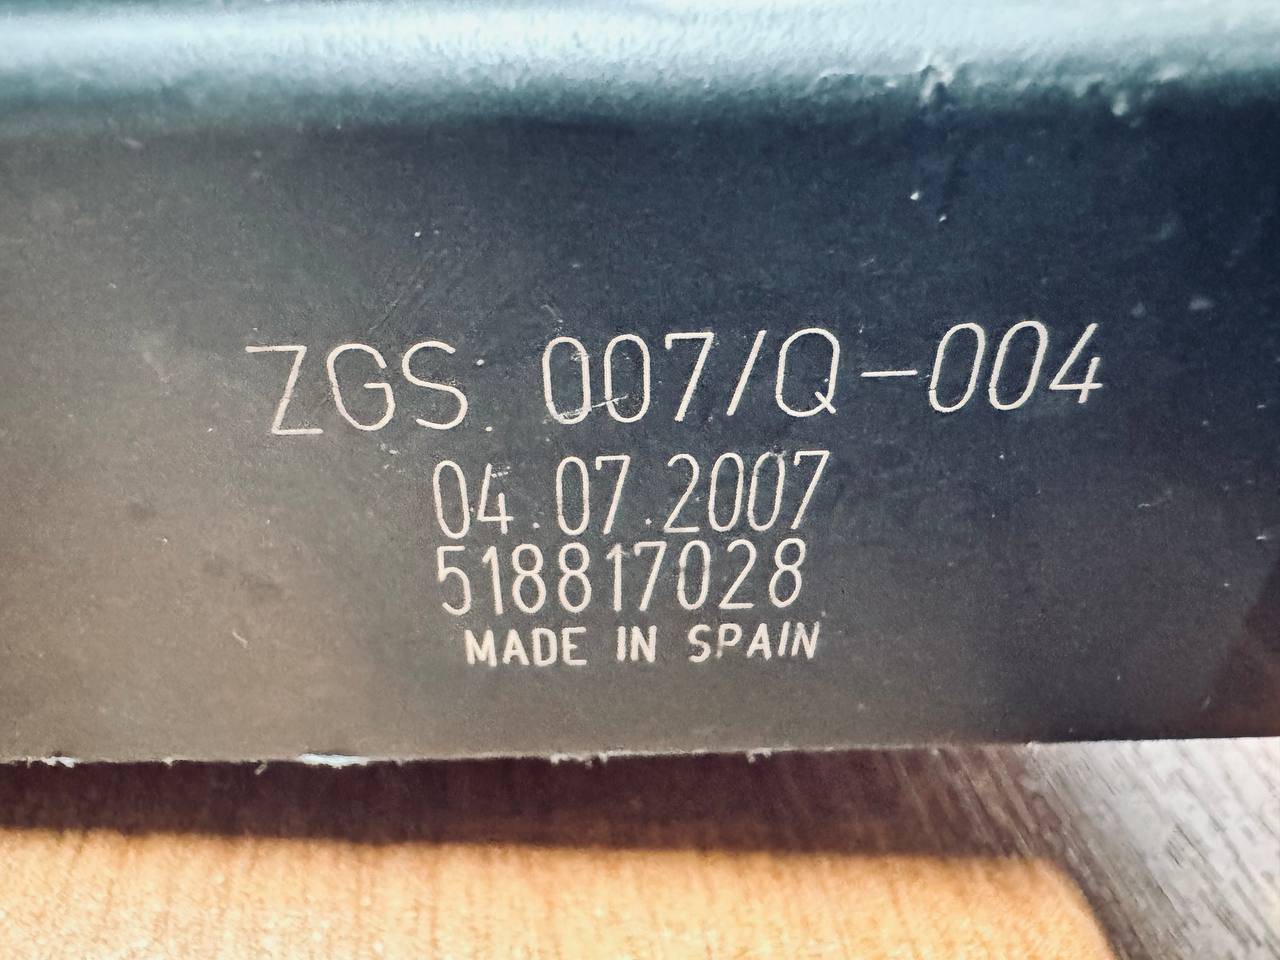 ZGS 007/Q-004
04.07.2007
518817028
MADE IN SPAIN